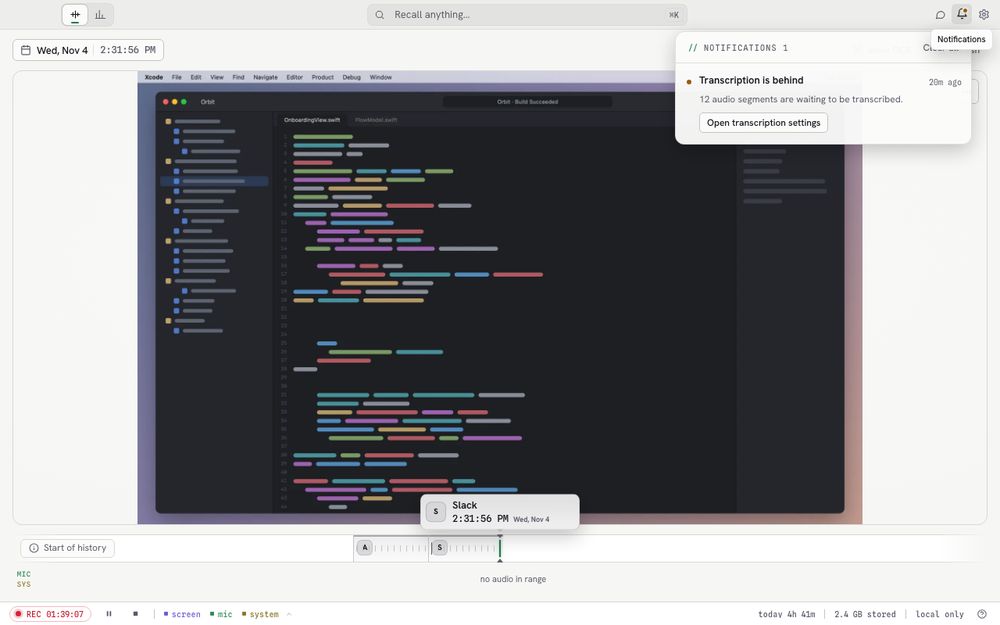 Recall anything...
⌘K
Wed, Nov 4 2:31:56 PM
Notifications
// NOTIFICATIONS 1
Transcription is behind
20m ago
12 audio segments are waiting to be transcribed.
Open transcription settings
Xcode File Edit View Find Navigate Editor Product Debug Window
Orbit
Orbit · Build Succeeded
OnboardingView.swift FlowModel.swift
S
Slack
2:31:56 PM Wed, Nov 4
Start of history
A
S
MIC
SYS
no audio in range
REC 01:39:07
screen mic system
today 4h 41m
2.4 GB stored
local only